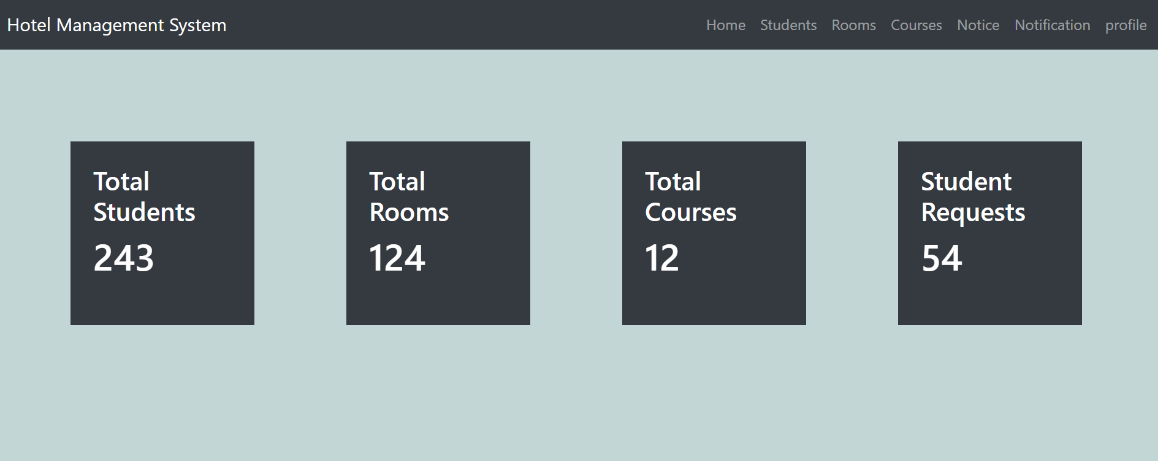 Hotel Management System
Home Students Rooms Courses Notice Notification profile
Total
Students
243
Total
Rooms
124
Total
Courses
12
Student
Requests
54